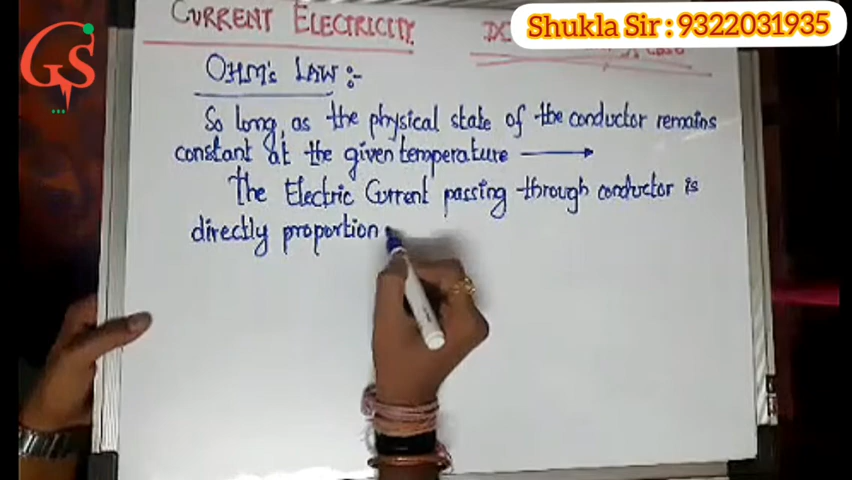 CURRENT ELECTRICITY
Shukla Sir : 9322031935
GS
OHM's LAW :-
So long, as the physical state of the conductor remains
constant at the given temperature
The Electric Current passing through conductor is
directly proportion